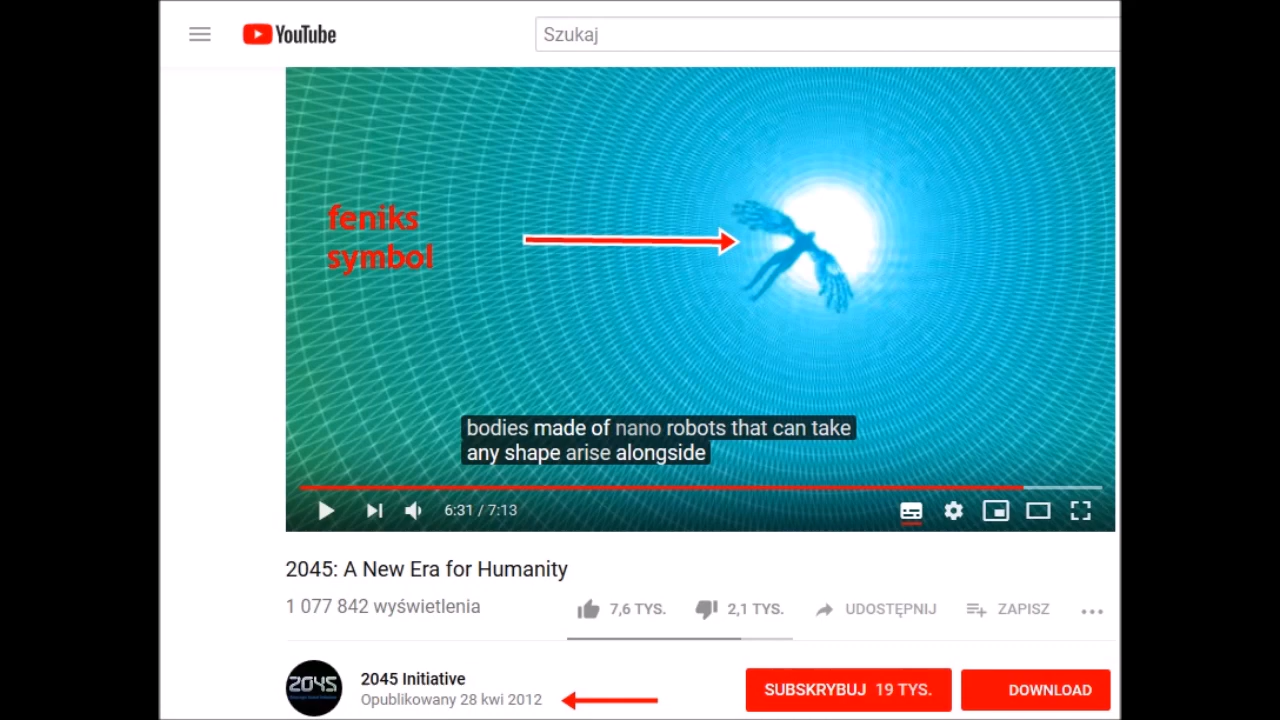 YouTube
Szukaj
feniks
symbol
bodies made of nano robots that can take
any shape arise alongside
6:31 / 7:13
2045: A New Era for Humanity
1 077 842 wyświetlenia
7,6 TYS.
2,1 TYS.
UDOSTĘPNIJ
ZAPISZ
2045
2045 Initiative
Opublikowany 28 kwi 2012
SUBSKRYBUJ 19 TYS.
DOWNLOAD